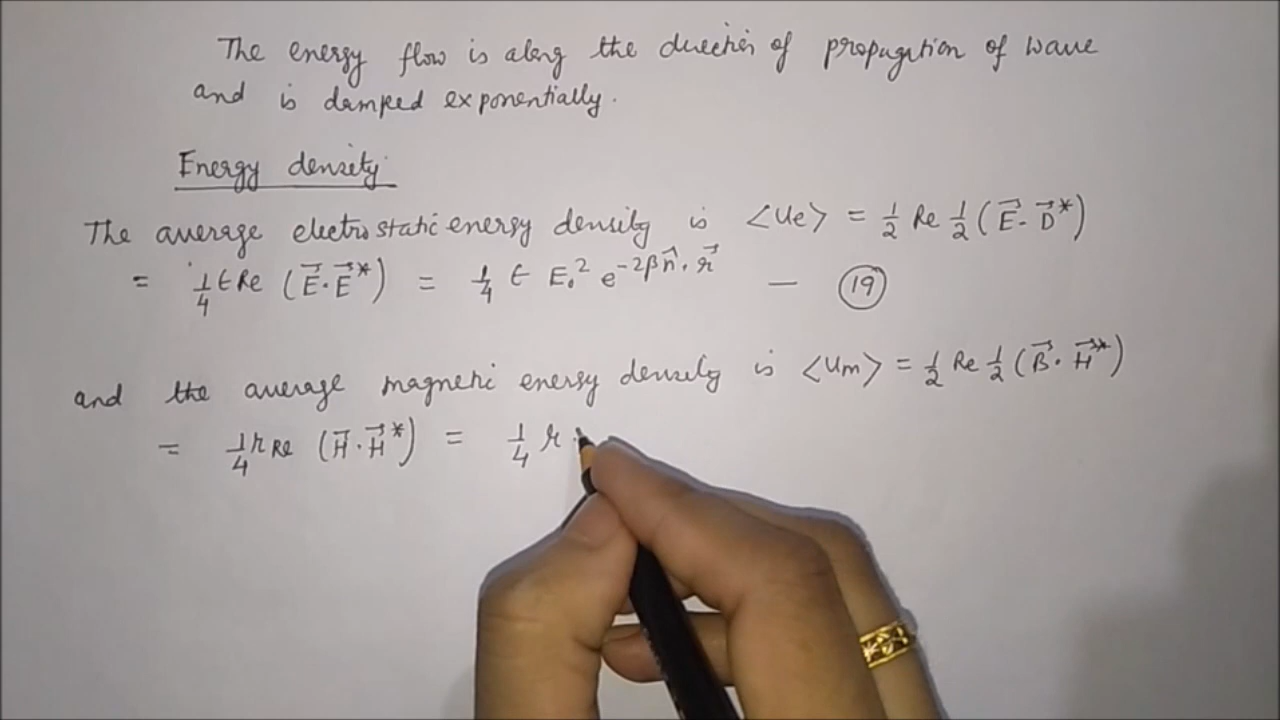 The energy flow is along the direction of propagation of wave
and is damped exponentially.
Energy density
The average electrostatic energy density is ⟨Ue⟩ = 1/2 Re 1/2 (E⃗ · D⃗*)
= 1/4 ϵ Re (E⃗ · E⃗*) = 1/4 ϵ E₀² e^(-2β n⃗ · r⃗) — (19)
and the average magnetic energy density is ⟨Um⟩ = 1/2 Re 1/2 (B⃗ · H⃗*)
= 1/4 μ Re (H⃗ · H⃗*) = 1/4 μ